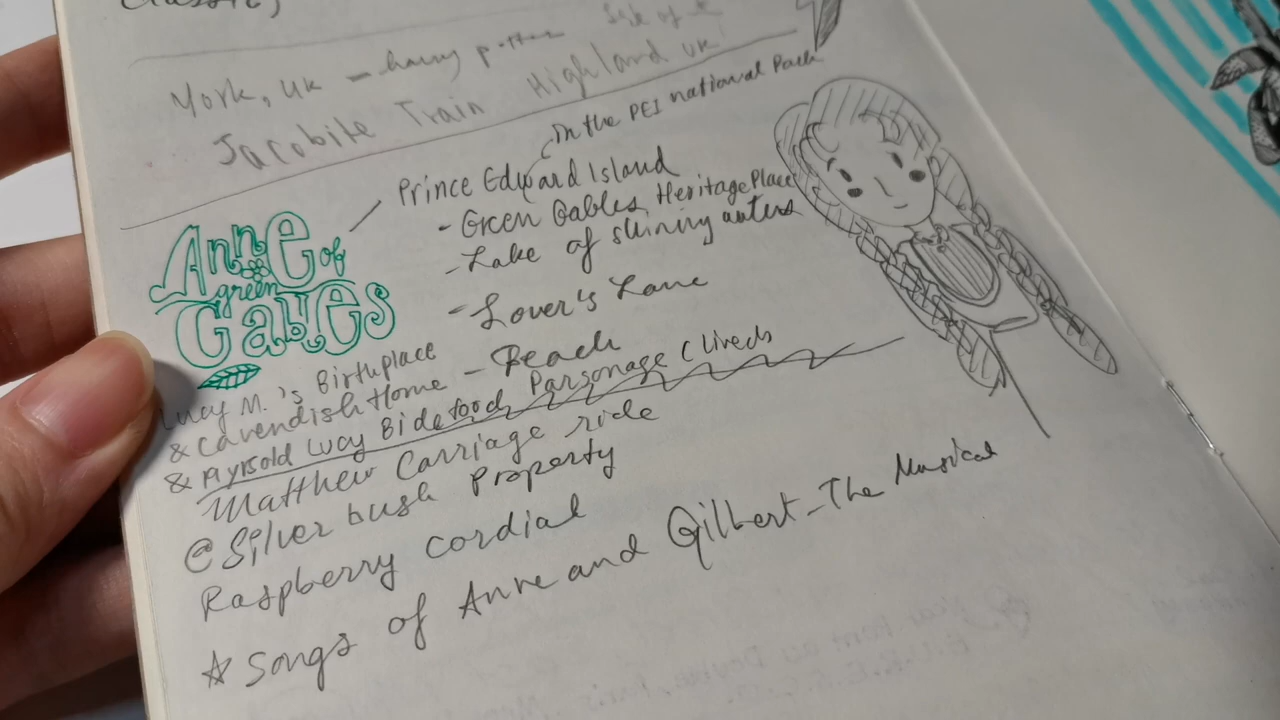 Classic,
York, UK – harry potter
Jacobite Train Highland UK
in the PEI national Park
Prince Edward Island
- Green Gables Heritage Place
- Lake of shining waters
- Lover's Lane
- Beach
Anne of
green
Gables
Lucy M.'s Birthplace
& Cavendish Home
& Lucy Bideford Parsonage (lived)
Matthew Carriage ride
@ Silver bush Property
Raspberry cordial
☆ Songs of Anne and Gilbert – The Musical